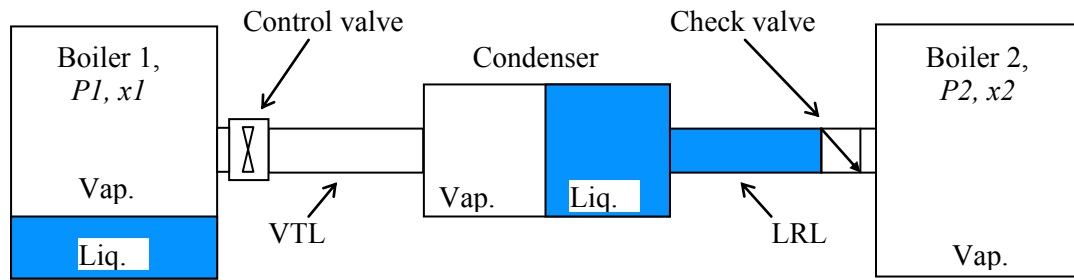 Control valve
Check valve
Boiler 1,
P1, x1
Condenser
Boiler 2,
P2, x2
Vap.
Vap.
Liq.
Liq.
VTL
LRL
Vap.